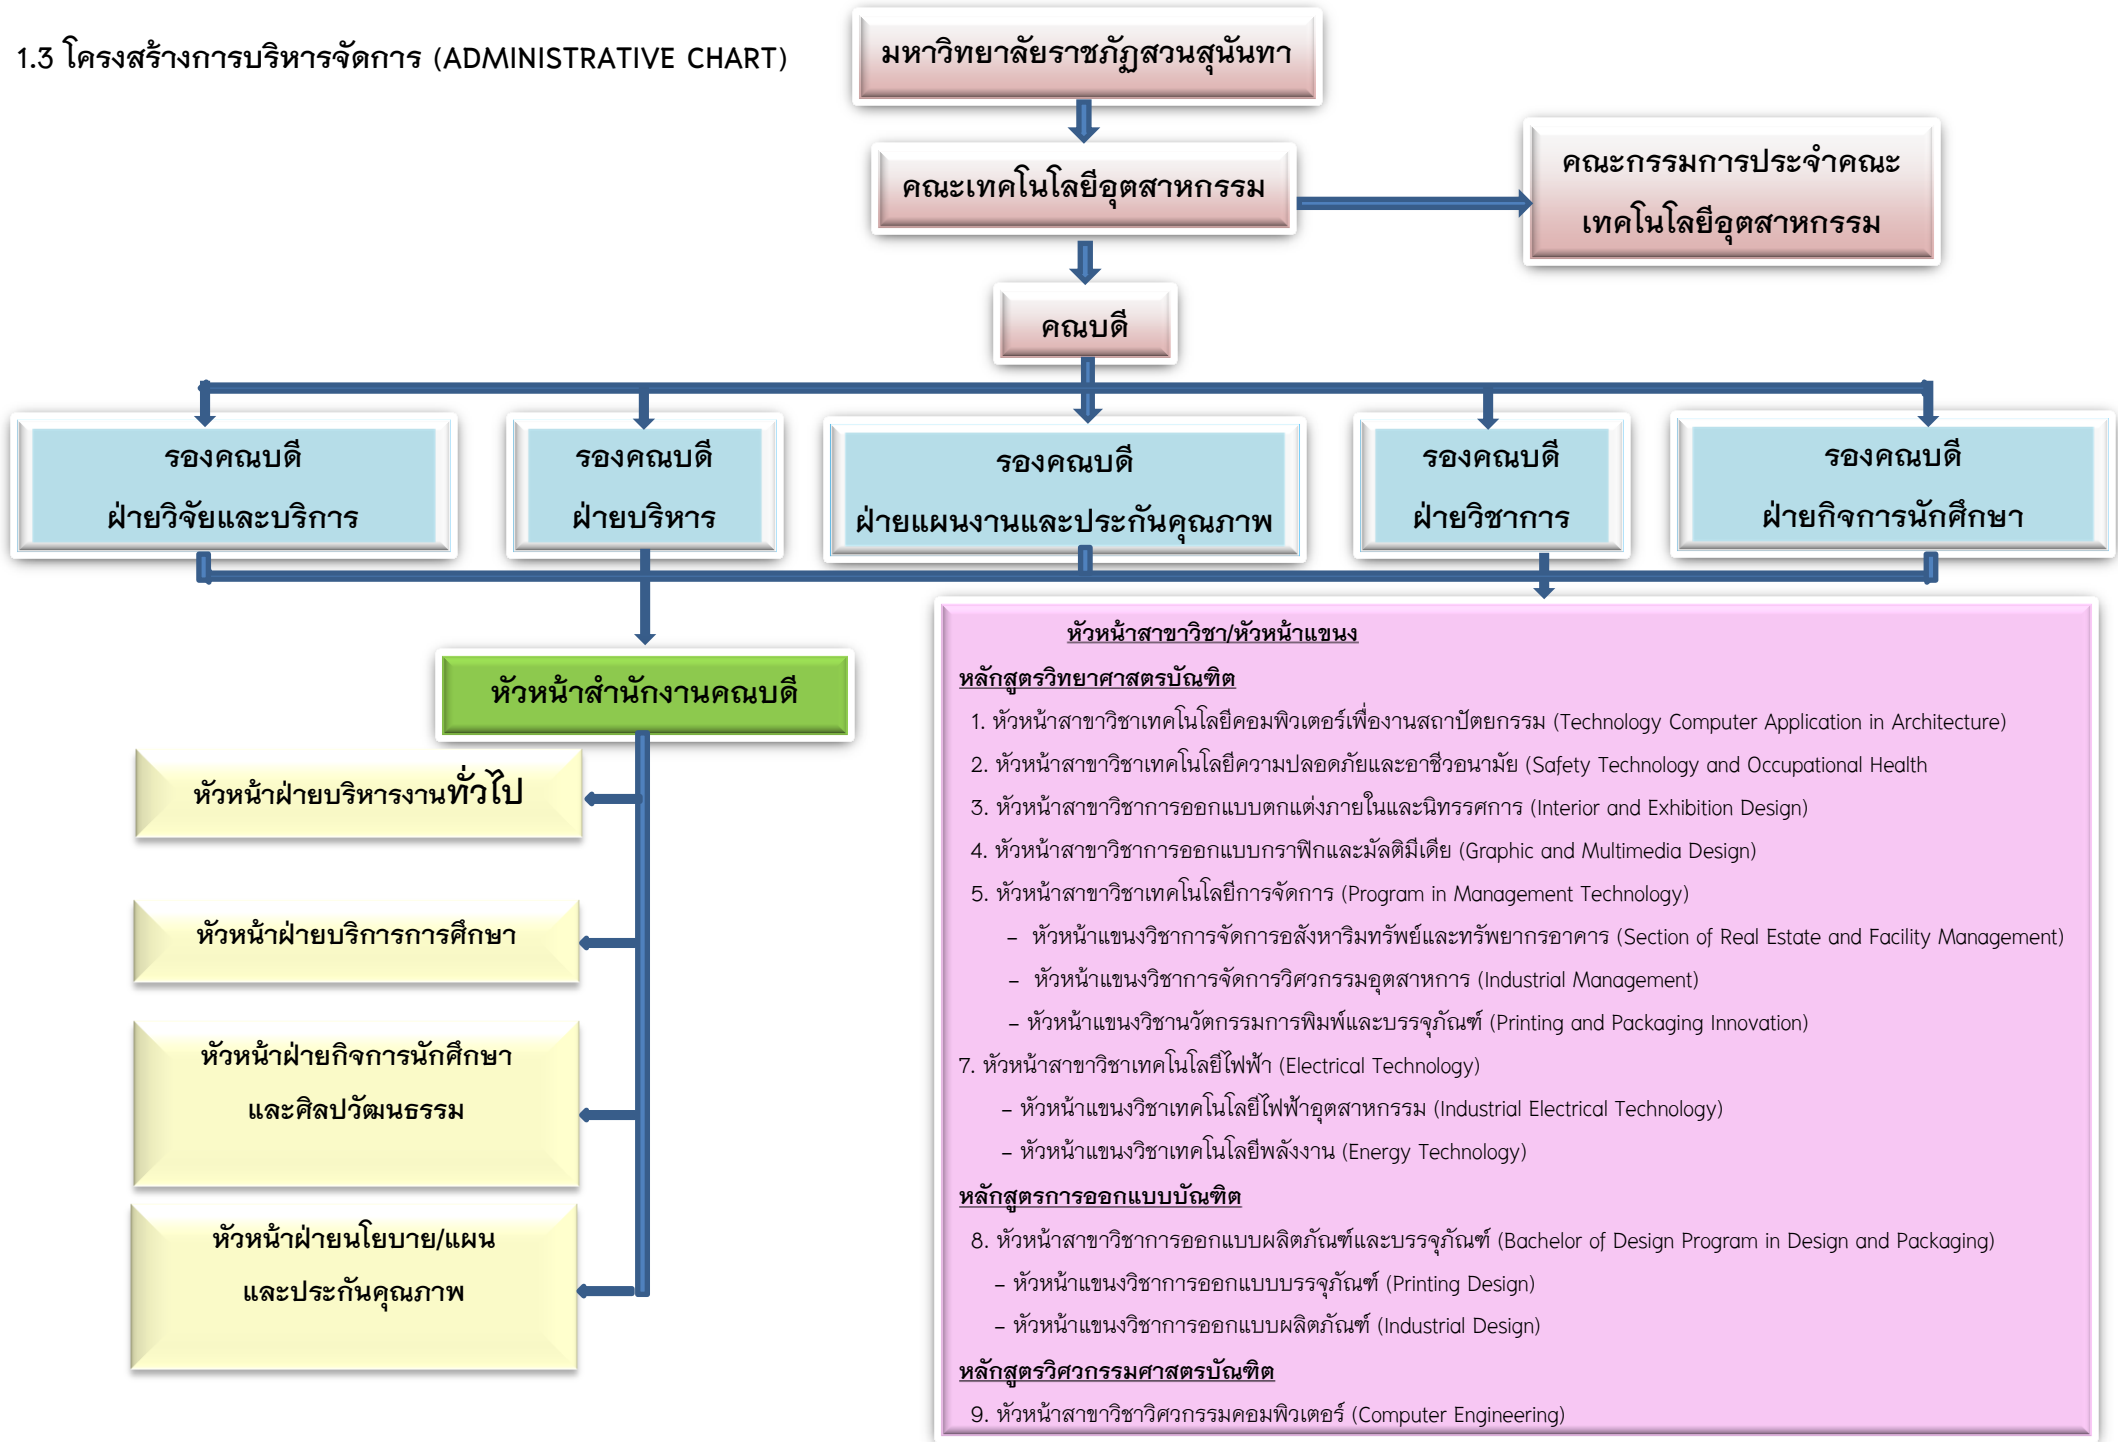 1.3 โครงสร้างการบริหารจัดการ (ADMINISTRATIVE CHART)
มหาวิทยาลัยราชภัฏสวนสุนันทา
คณะเทคโนโลยีอุตสาหกรรม
คณะกรรมการประจำคณะ
เทคโนโลยีอุตสาหกรรม
คณบดี
รองคณบดี
ฝ่ายวิจัยและบริการ
รองคณบดี
ฝ่ายบริหาร
รองคณบดี
ฝ่ายแผนงานและประกันคุณภาพ
รองคณบดี
ฝ่ายวิชาการ
รองคณบดี
ฝ่ายกิจการนักศึกษา
หัวหน้าสำนักงานคณบดี
หัวหน้าฝ่ายบริหารงานทั่วไป
หัวหน้าฝ่ายบริการการศึกษา
หัวหน้าฝ่ายกิจการนักศึกษา
และศิลปวัฒนธรรม
หัวหน้าฝ่ายนโยบาย/แผน
และประกันคุณภาพ
หัวหน้าสาขาวิชา/หัวหน้าแขนง
หลักสูตรวิทยาศาสตรบัณฑิต
1. หัวหน้าสาขาวิชาเทคโนโลยีคอมพิวเตอร์เพื่องานสถาปัตยกรรม (Technology Computer Application in Architecture)
2. หัวหน้าสาขาวิชาเทคโนโลยีความปลอดภัยและอาชีวอนามัย (Safety Technology and Occupational Health
3. หัวหน้าสาขาวิชาการออกแบบตกแต่งภายในและนิทรรศการ (Interior and Exhibition Design)
4. หัวหน้าสาขาวิชาการออกแบบกราฟิกและมัลติมีเดีย (Graphic and Multimedia Design)
5. หัวหน้าสาขาวิชาเทคโนโลยีการจัดการ (Program in Management Technology)
– หัวหน้าแขนงวิชาการจัดการอสังหาริมทรัพย์และทรัพยากรอาคาร (Section of Real Estate and Facility Management)
– หัวหน้าแขนงวิชาการจัดการวิศวกรรมอุตสาหการ (Industrial Management)
– หัวหน้าแขนงวิชานวัตกรรมการพิมพ์และบรรจุภัณฑ์ (Printing and Packaging Innovation)
7. หัวหน้าสาขาวิชาเทคโนโลยีไฟฟ้า (Electrical Technology)
– หัวหน้าแขนงวิชาเทคโนโลยีไฟฟ้าอุตสาหกรรม (Industrial Electrical Technology)
– หัวหน้าแขนงวิชาเทคโนโลยีพลังงาน (Energy Technology)
หลักสูตรการออกแบบบัณฑิต
8. หัวหน้าสาขาวิชาการออกแบบผลิตภัณฑ์และบรรจุภัณฑ์ (Bachelor of Design Program in Design and Packaging)
– หัวหน้าแขนงวิชาการออกแบบบรรจุภัณฑ์ (Printing Design)
– หัวหน้าแขนงวิชาการออกแบบผลิตภัณฑ์ (Industrial Design)
หลักสูตรวิศวกรรมศาสตรบัณฑิต
9. หัวหน้าสาขาวิชาวิศวกรรมคอมพิวเตอร์ (Computer Engineering)